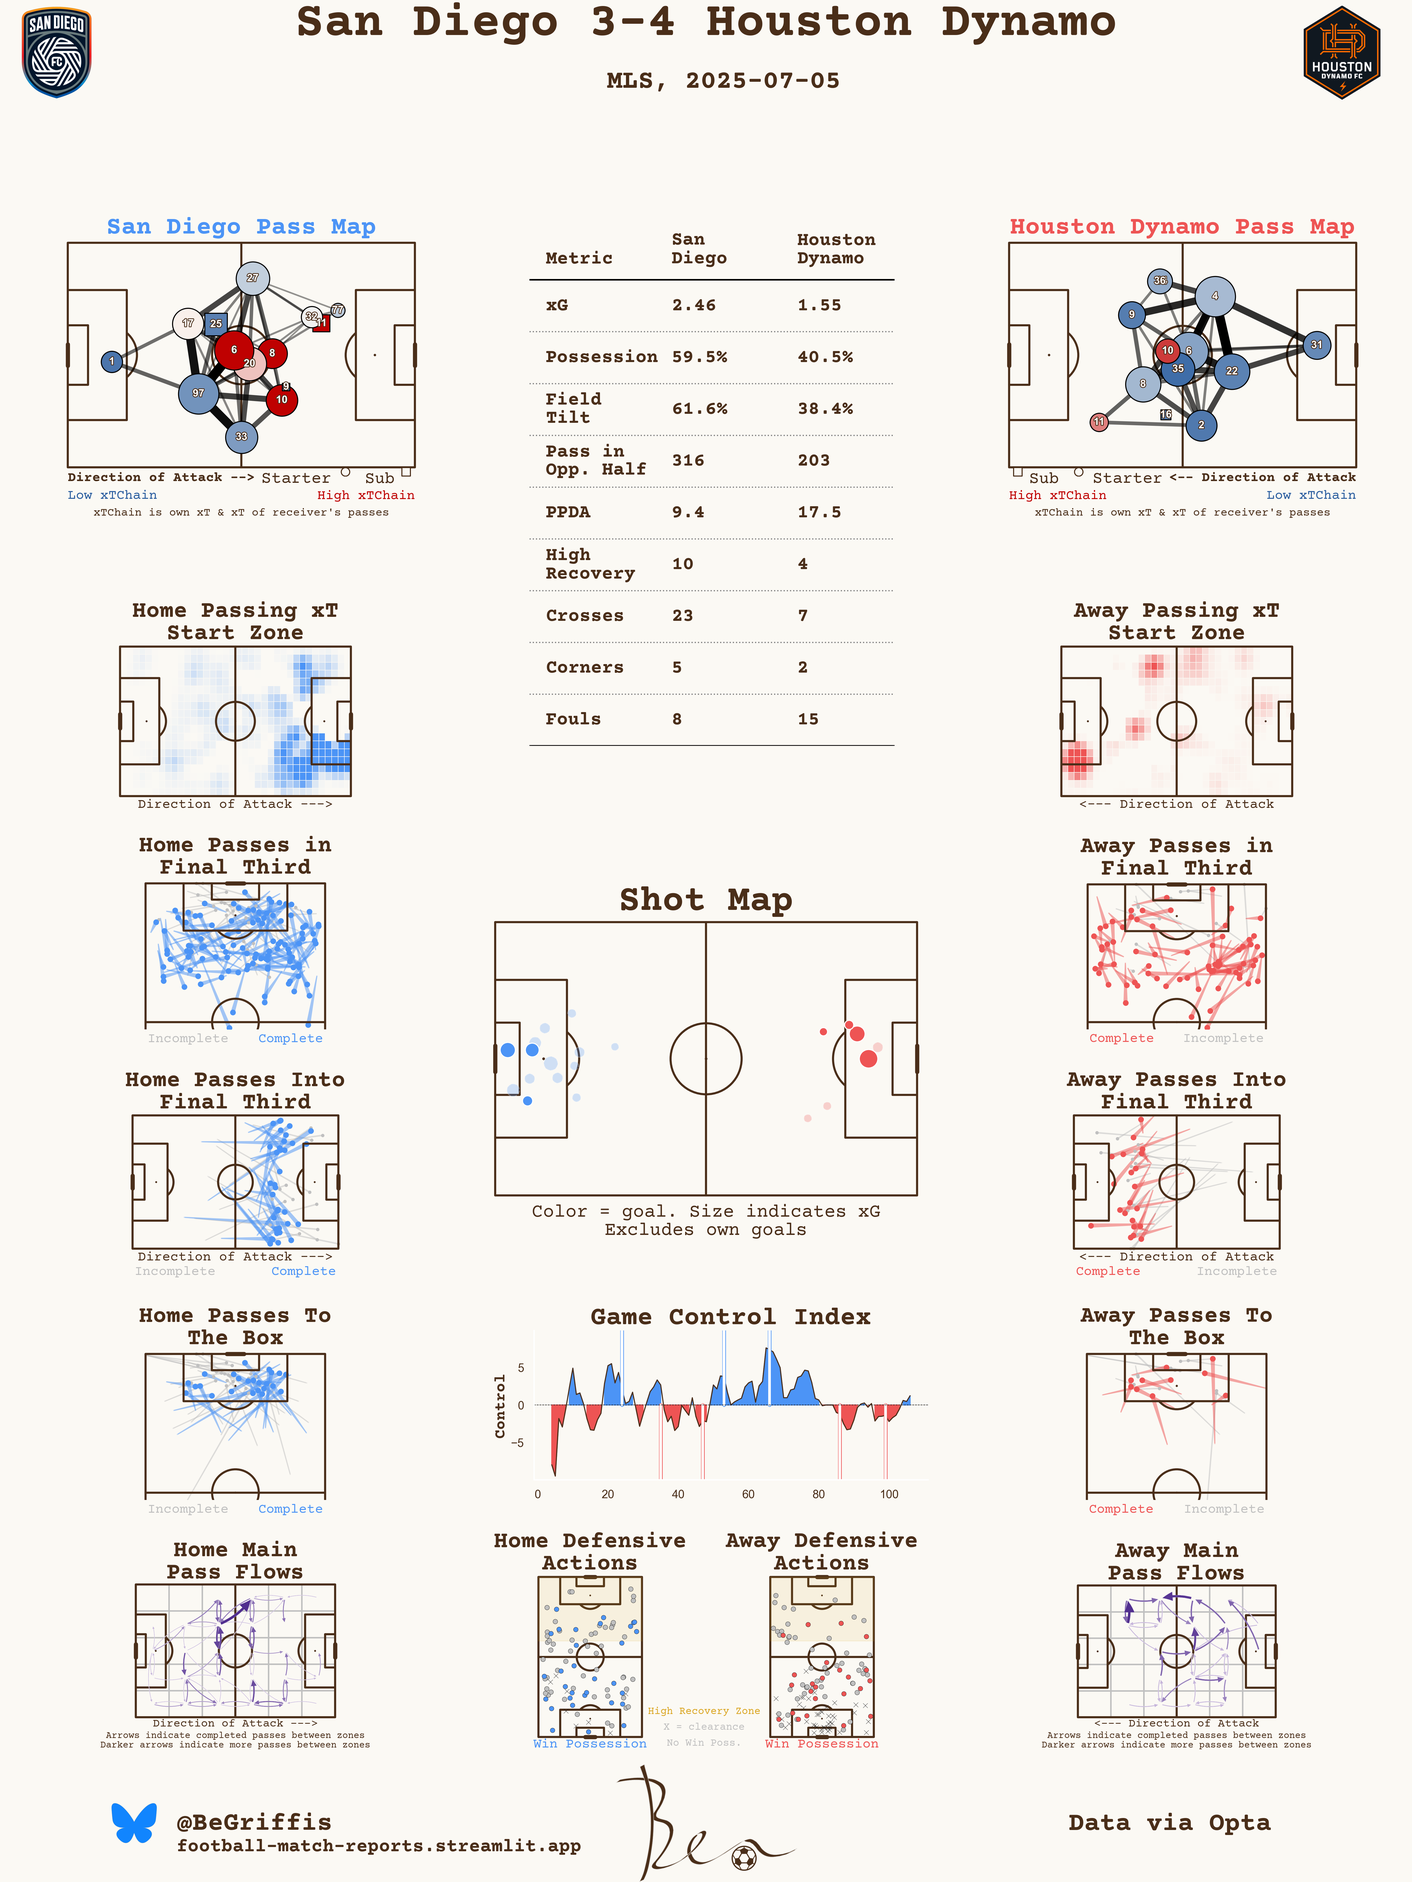 San Diego 3-4 Houston Dynamo
MLS, 2025-07-05
SAN DIEGO
FC
HOUSTON
DYNAMO FC
San Diego Pass Map
27
77
32
11
17
25
6
8
20
1
9
97
10
33
Direction of Attack --> Starter Sub
Low xTChain High xTChain
xTChain is own xT & xT of receiver's passes
Metric San Diego Houston Dynamo
xG 2.46 1.55
Possession 59.5% 40.5%
Field Tilt 61.6% 38.4%
Pass in Opp. Half 316 203
PPDA 9.4 17.5
High Recovery 10 4
Crosses 23 7
Corners 5 2
Fouls 8 15
Houston Dynamo Pass Map
36
4
9
31
10
6
35
22
8
16
11
2
Sub Starter <-- Direction of Attack
High xTChain Low xTChain
xTChain is own xT & xT of receiver's passes
Home Passing xT
Start Zone
Direction of Attack --->
Away Passing xT
Start Zone
<--- Direction of Attack
Home Passes in
Final Third
Incomplete Complete
Away Passes in
Final Third
Complete Incomplete
Shot Map
Color = goal. Size indicates xG
Excludes own goals
Home Passes Into
Final Third
Direction of Attack --->
Incomplete Complete
Away Passes Into
Final Third
<--- Direction of Attack
Complete Incomplete
Home Passes To
The Box
Incomplete Complete
Game Control Index
Control
5
0
−5
0 20 40 60 80 100
Away Passes To
The Box
Complete Incomplete
Home Main
Pass Flows
Direction of Attack --->
Arrows indicate completed passes between zones
Darker arrows indicate more passes between zones
Home Defensive
Actions
Win Possession
High Recovery Zone
X = clearance
No Win Poss.
Away Defensive
Actions
Win Possession
Away Main
Pass Flows
<--- Direction of Attack
Arrows indicate completed passes between zones
Darker arrows indicate more passes between zones
@BeGriffis
football-match-reports.streamlit.app
Ben
Data via Opta